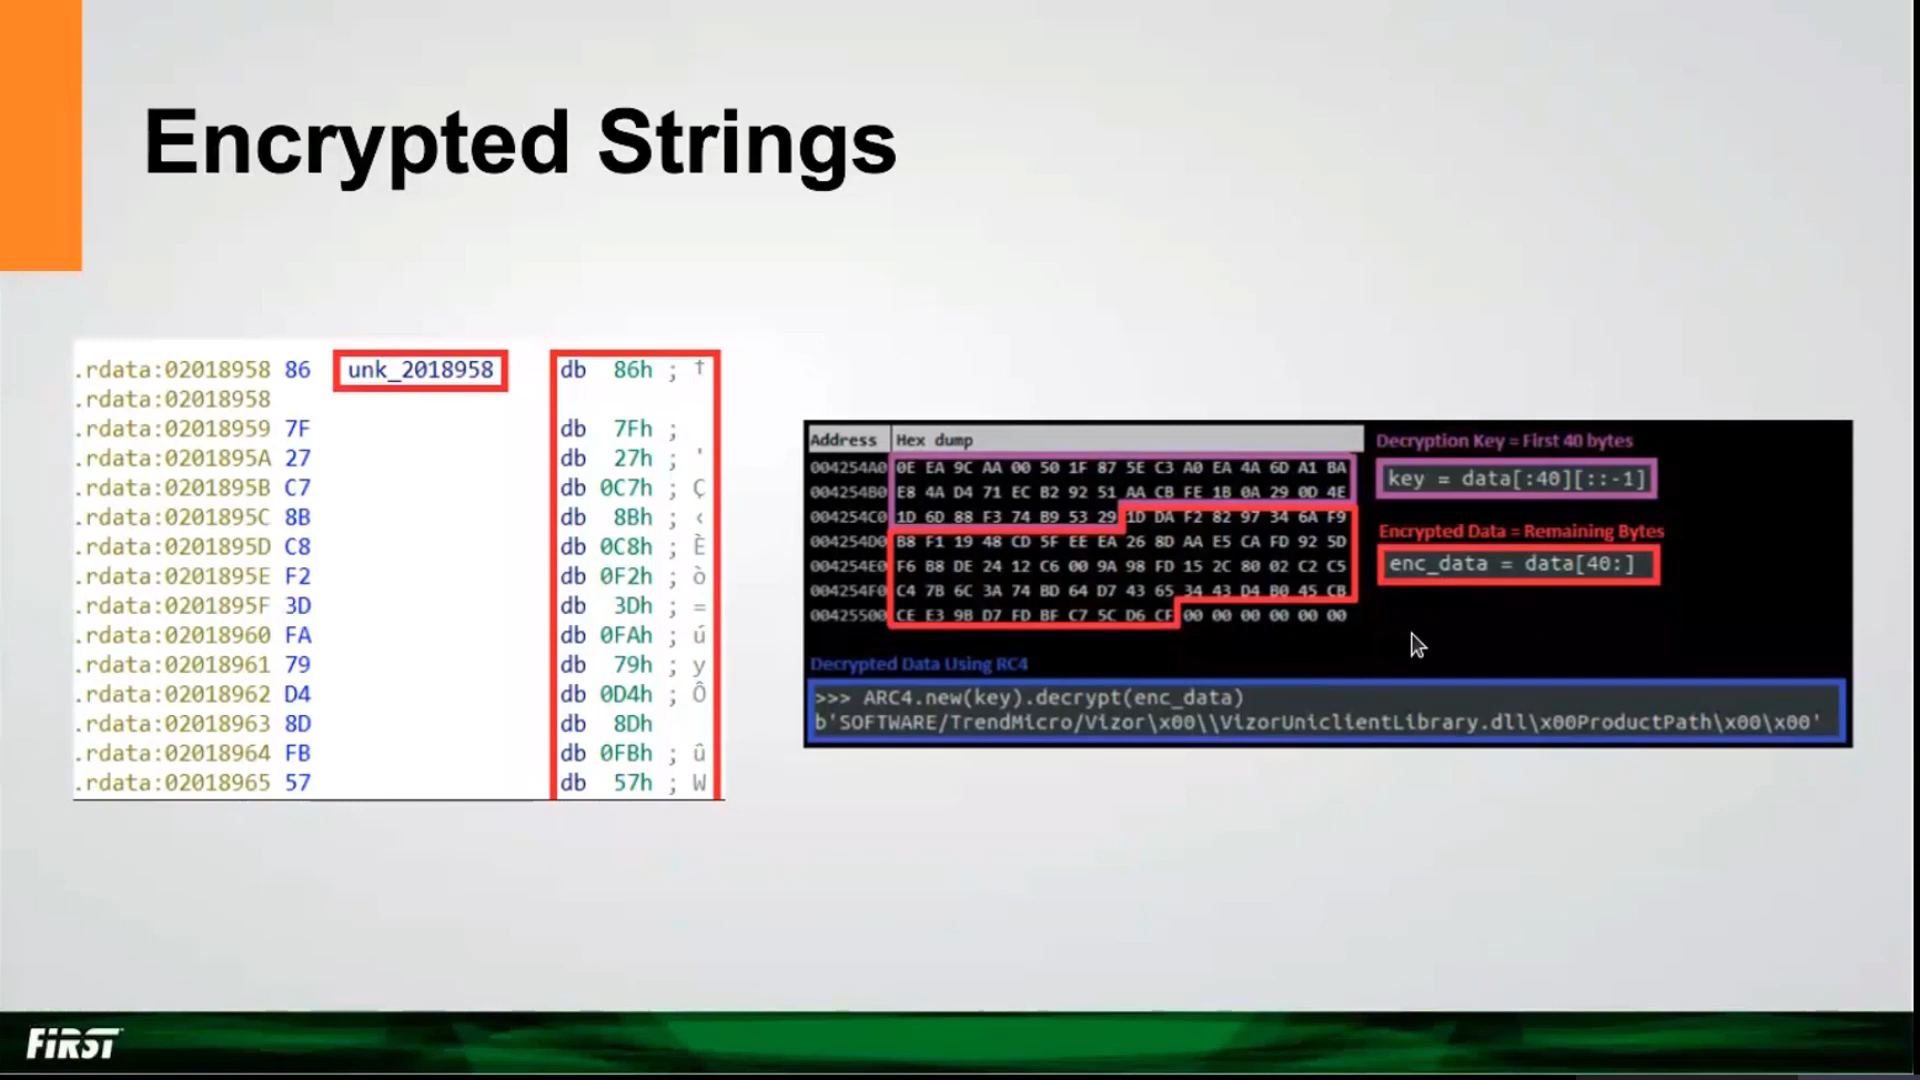 Encrypted Strings
.rdata:02018958 86 unk_2018958 db 86h ; †
.rdata:02018958
.rdata:02018959 7F db 7Fh ;
.rdata:0201895A 27 db 27h ; '
.rdata:0201895B C7 db 0C7h ; Ç
.rdata:0201895C 8B db 8Bh ; ‹
.rdata:0201895D C8 db 0C8h ; È
.rdata:0201895E F2 db 0F2h ; ò
.rdata:0201895F 3D db 3Dh ; =
.rdata:02018960 FA db 0FAh ; ú
.rdata:02018961 79 db 79h ; y
.rdata:02018962 D4 db 0D4h ; Ô
.rdata:02018963 8D db 8Dh
.rdata:02018964 FB db 0FBh ; û
.rdata:02018965 57 db 57h ; W
Address Hex dump
004254A0 0E EA 9C AA 00 50 1F 87 5E C3 A0 EA 4A 6D A1 BA
004254B0 E8 4A D4 71 EC B2 92 51 AA CB FE 1B 0A 29 0D 4E
004254C0 1D 6D 88 F3 74 B9 53 29 1D DA F2 82 97 34 6A F9
004254D0 B8 F1 19 48 CD 5F EE EA 26 8D AA E5 CA FD 92 5D
004254E0 F6 B8 DE 24 12 C6 00 9A 98 FD 15 2C 80 02 C2 C5
004254F0 C4 7B 6C 3A 74 BD 64 D7 43 65 34 43 D4 B0 45 CB
00425500 CE E3 9B D7 FD BF C7 5C D6 CF 00 00 00 00 00 00
Decryption Key = First 40 bytes
key = data[:40][::-1]
Encrypted Data = Remaining Bytes
enc_data = data[40:]
Decrypted Data Using RC4
>>> ARC4.new(key).decrypt(enc_data)
b'SOFTWARE/TrendMicro/Vizor\x00\\VizorUniclientLibrary.dll\x00ProductPath\x00\x00'
FiRST